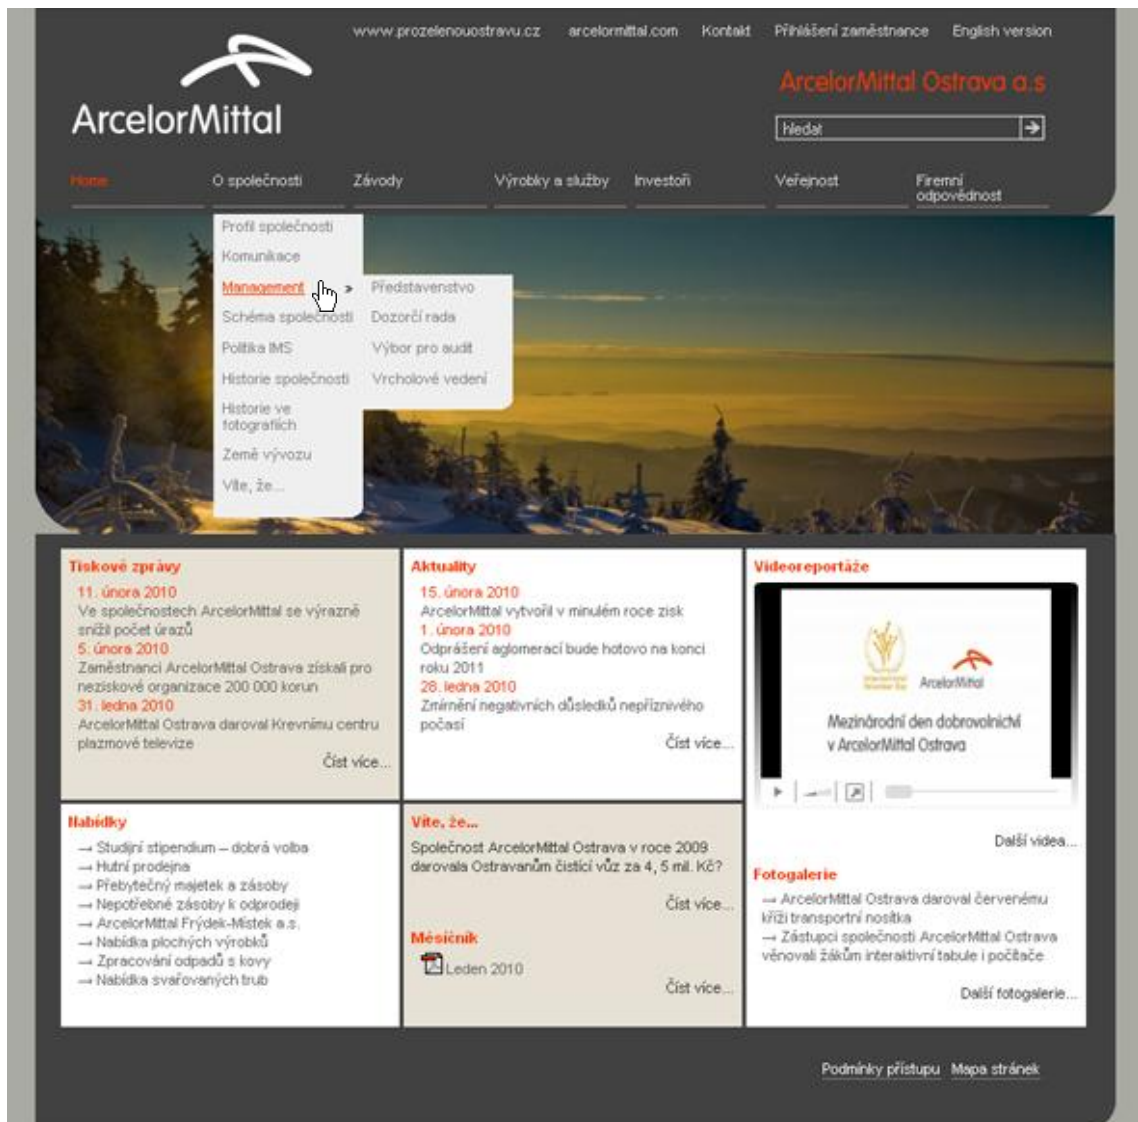 www.prozelenouostravu.cz arcelormittal.com Kontakt Přihlášení zaměstnance English version
ArcelorMittal
ArcelorMittal Ostrava a.s
hledat
Home O společnosti Závody Výrobky a služby Investoři Veřejnost Firemní
odpovědnost
Profil společnosti
Komunikace
Management » Představenstvo
Schéma společnosti Dozorčí rada
Politika IMS Výbor pro audit
Historie společnosti Vrcholové vedení
Historie ve
fotografiích
Země vývozu
Víte, že...
Tiskové zprávy
11. února 2010
Ve společnostech ArcelorMittal se výrazně
snížil počet úrazů
5. února 2010
Zaměstnanci ArcelorMittal Ostrava získali pro
neziskové organizace 200 000 korun
31. ledna 2010
ArcelorMittal Ostrava daroval Krevnímu centru
plazmové televize
Číst více...
Aktuality
15. února 2010
ArcelorMittal vytvořil v minulém roce zisk
1. února 2010
Odprášení aglomerací bude hotovo na konci
roku 2011
28. ledna 2010
Zmírnění negativních důsledků nepříznivého
počasí
Číst více...
Videoreportáže
ArcelorMittal
Mezinárodní den dobrovolnictví
v ArcelorMittal Ostrava
Další videa...
Nabídky
→ Studijní stipendium – dobrá volba
→ Hutní prodejna
→ Přebytečný majetek a zásoby
→ Nepotřebné zásoby k odprodeji
→ ArcelorMittal Frýdek-Místek a.s.
→ Nabídka plochých výrobků
→ Zpracování odpadů s kovy
→ Nabídka svařovaných trub
Víte, že...
Společnost ArcelorMittal Ostrava v roce 2009
darovala Ostravanům čistící vůz za 4, 5 mil. Kč?
Číst více...
Měsíčník
Leden 2010
Číst více...
Fotogalerie
→ ArcelorMittal Ostrava daroval červenému
kříži transportní nosítka
→ Zástupci společnosti ArcelorMittal Ostrava
věnovali žákům interaktivní tabule i počítače
Další fotogalerie...
Podmínky přístupu Mapa stránek